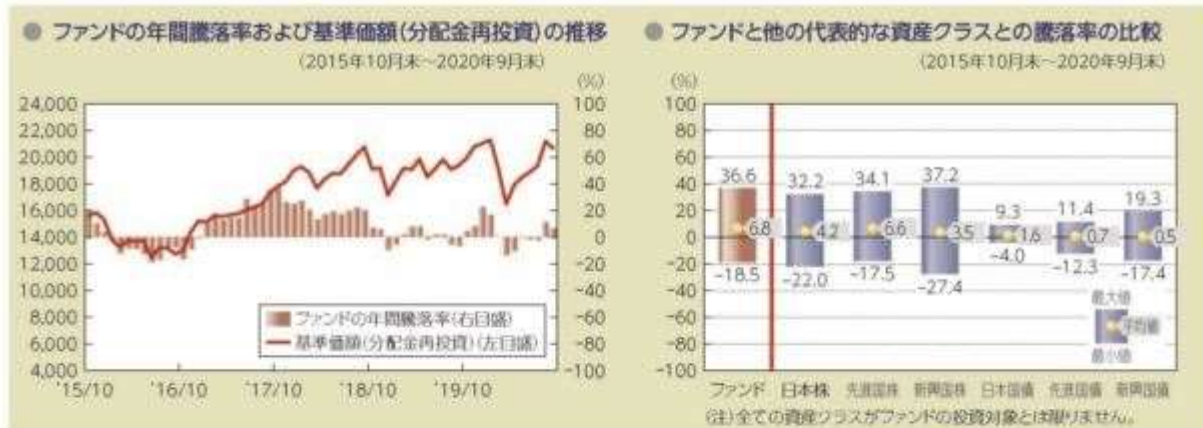 ● ファンドの年間騰落率および基準価額(分配金再投資)の推移
(2015年10月末～2020年9月末)
(%)
24,000
22,000
20,000
18,000
16,000
14,000
12,000
10,000
8,000
6,000
4,000
100
80
60
40
20
0
-20
-40
-60
-80
-100
ファンドの年間騰落率(右目盛)
基準価額(分配金再投資)(左目盛)
'15/10 '16/10 '17/10 '18/10 '19/10
● ファンドと他の代表的な資産クラスとの騰落率の比較
(2015年10月末～2020年9月末)
(%)
100
80
60
40
20
0
-20
-40
-60
-80
-100
36.6 32.2 34.1 37.2 9.3 11.4 19.3
6.8 4.2 6.6 3.5 1.6 0.7 0.5
-18.5 -22.0 -17.5 -27.4 -4.0 -12.3 -17.4
最大値
平均値
最小値
ファンド 日本株 先進国株 新興国株 日本国債 先進国債 新興国債
(注)全ての資産クラスがファンドの投資対象とは限りません。